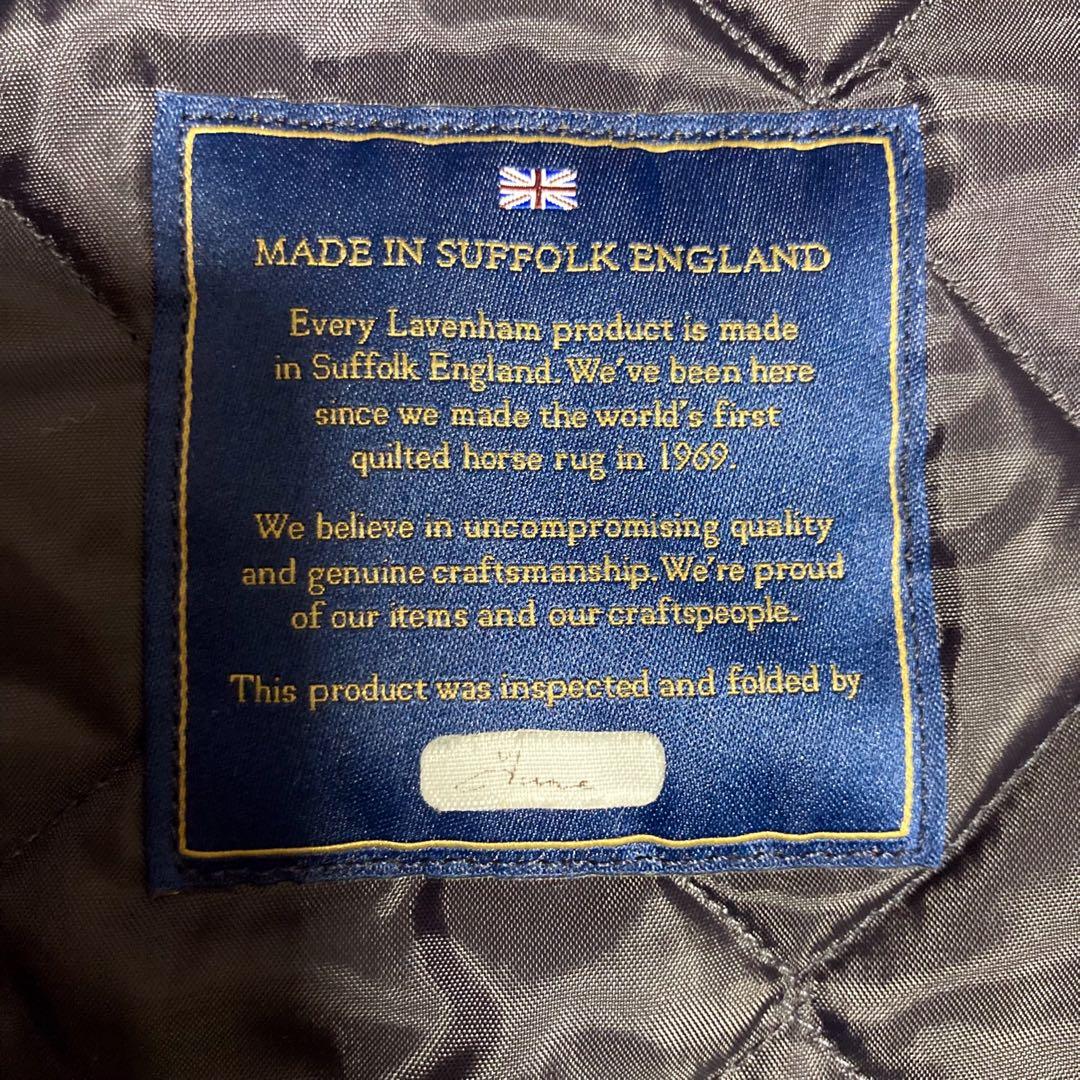 MADE IN SUFFOLK ENGLAND
Every Lavenham product is made
in Suffolk England. We've been here
since we made the world's first
quilted horse rug in 1969.
We believe in uncompromising quality
and genuine craftsmanship. We're proud
of our items and our craftspeople.
This product was inspected and folded by